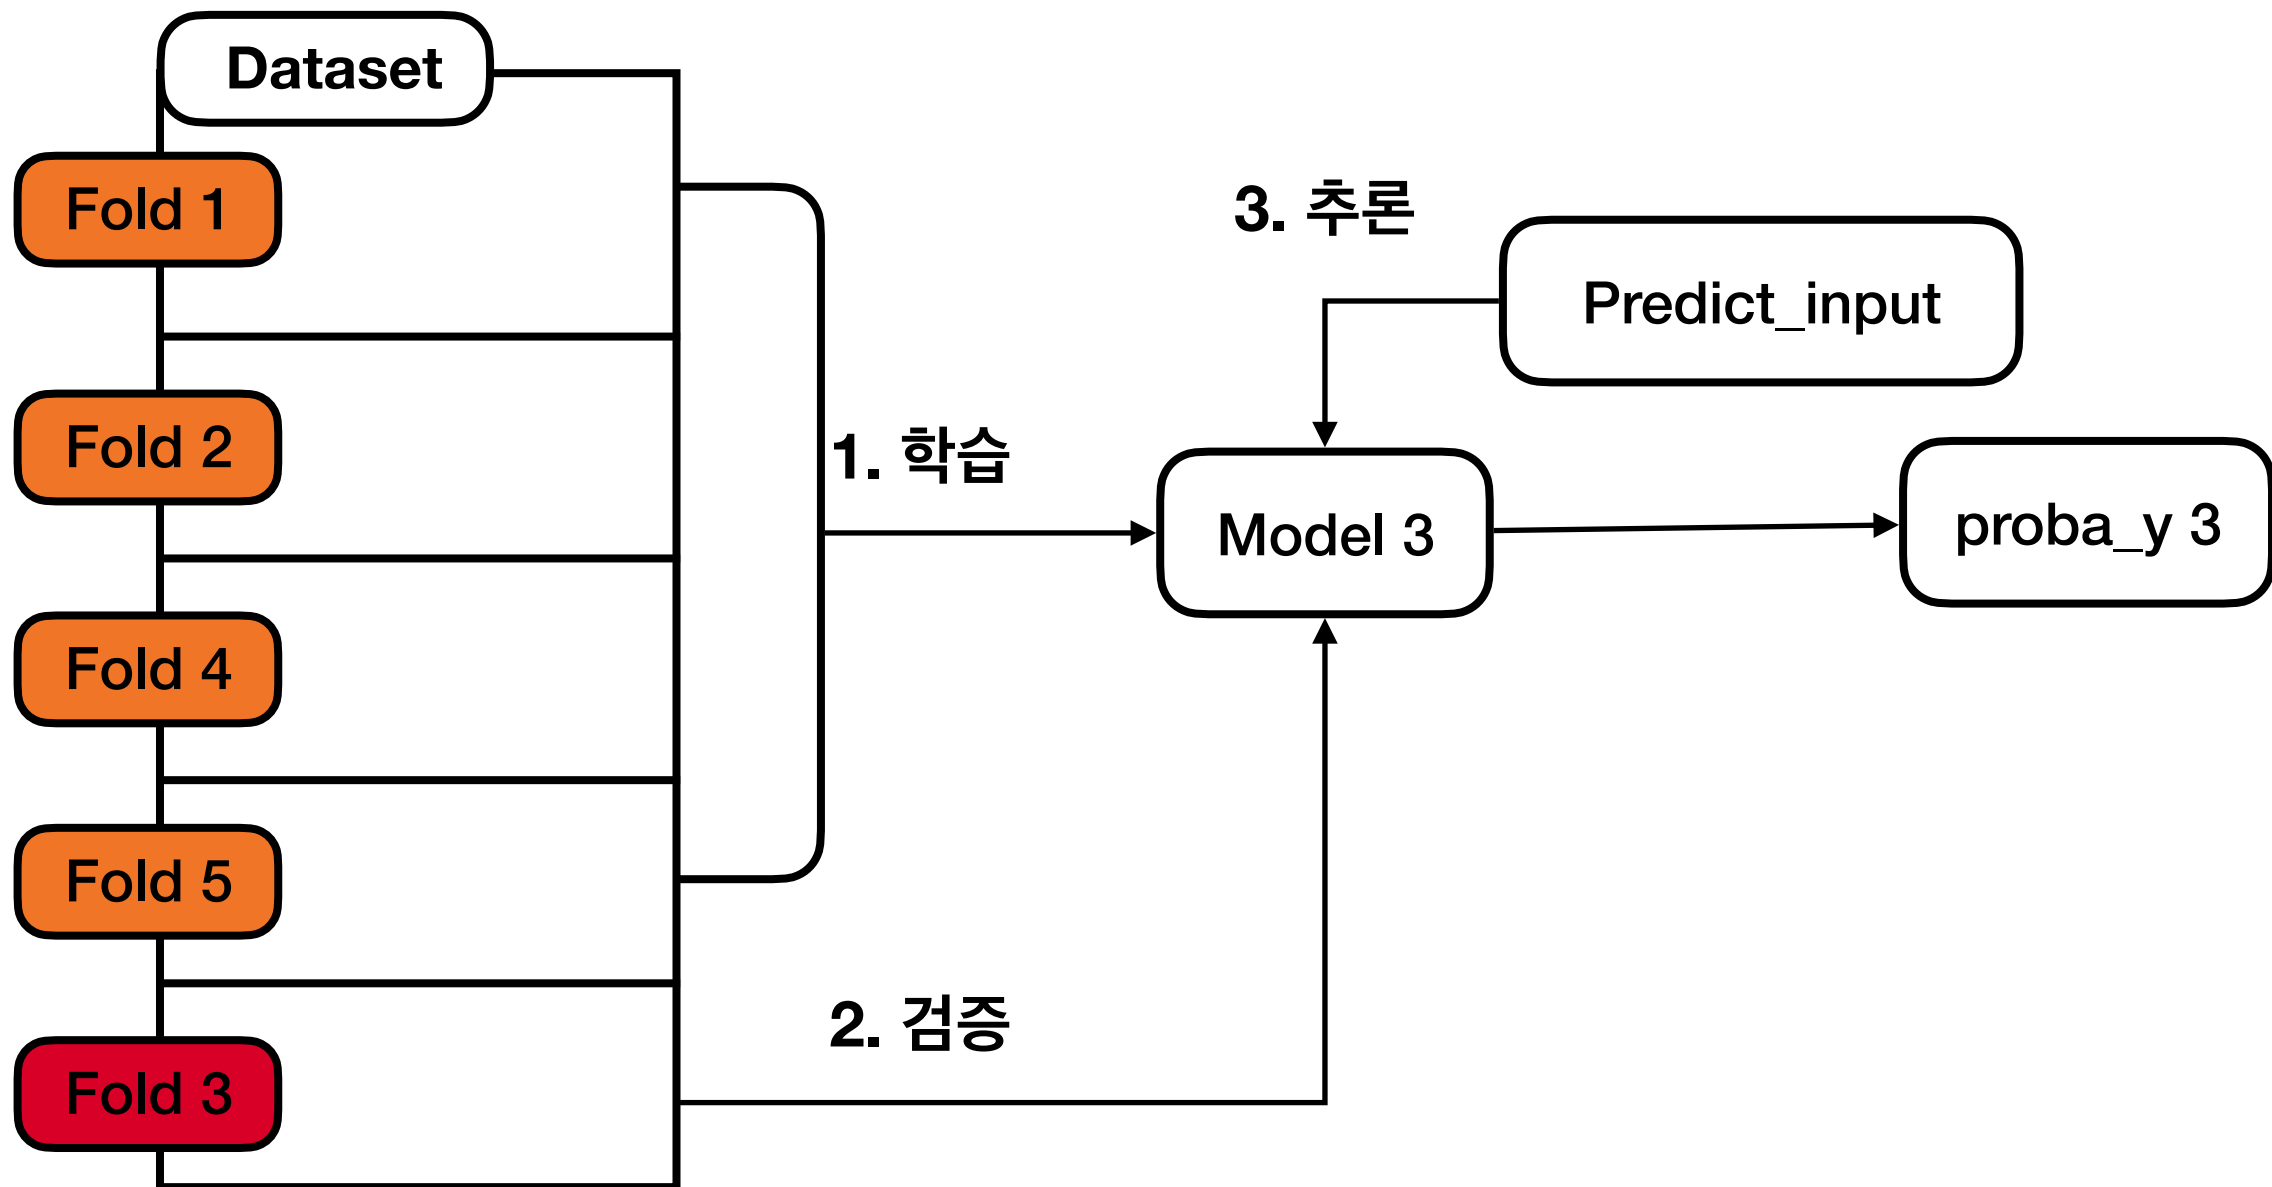 Dataset
Fold 1
Fold 2
Fold 4
Fold 5
Fold 3
1. 학습
2. 검증
3. 추론
Predict_input
Model 3
proba_y 3